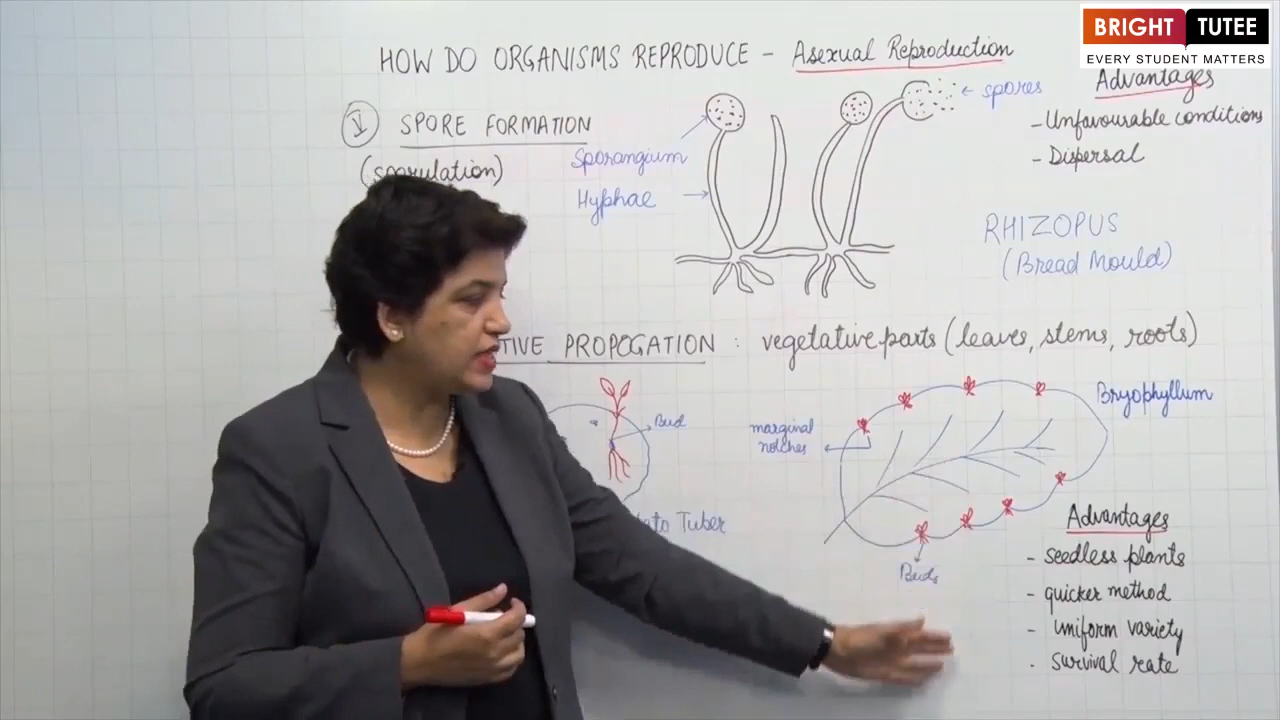 BRIGHT TUTEE
EVERY STUDENT MATTERS
HOW DO ORGANISMS REPRODUCE - Asexual Reproduction
V SPORE FORMATION
(sporulation)
Sporangium
Hyphae
← spores
Advantages
- Unfavourable conditions
- Dispersal
RHIZOPUS
(Bread Mould)
TIVE PROPOGATION : vegetative parts (leaves, stems, roots)
Bud
ato Tuber
marginal
notches
Bryophyllum
Buds
Advantages
- seedless plants
- quicker method
- uniform variety
- survival rate